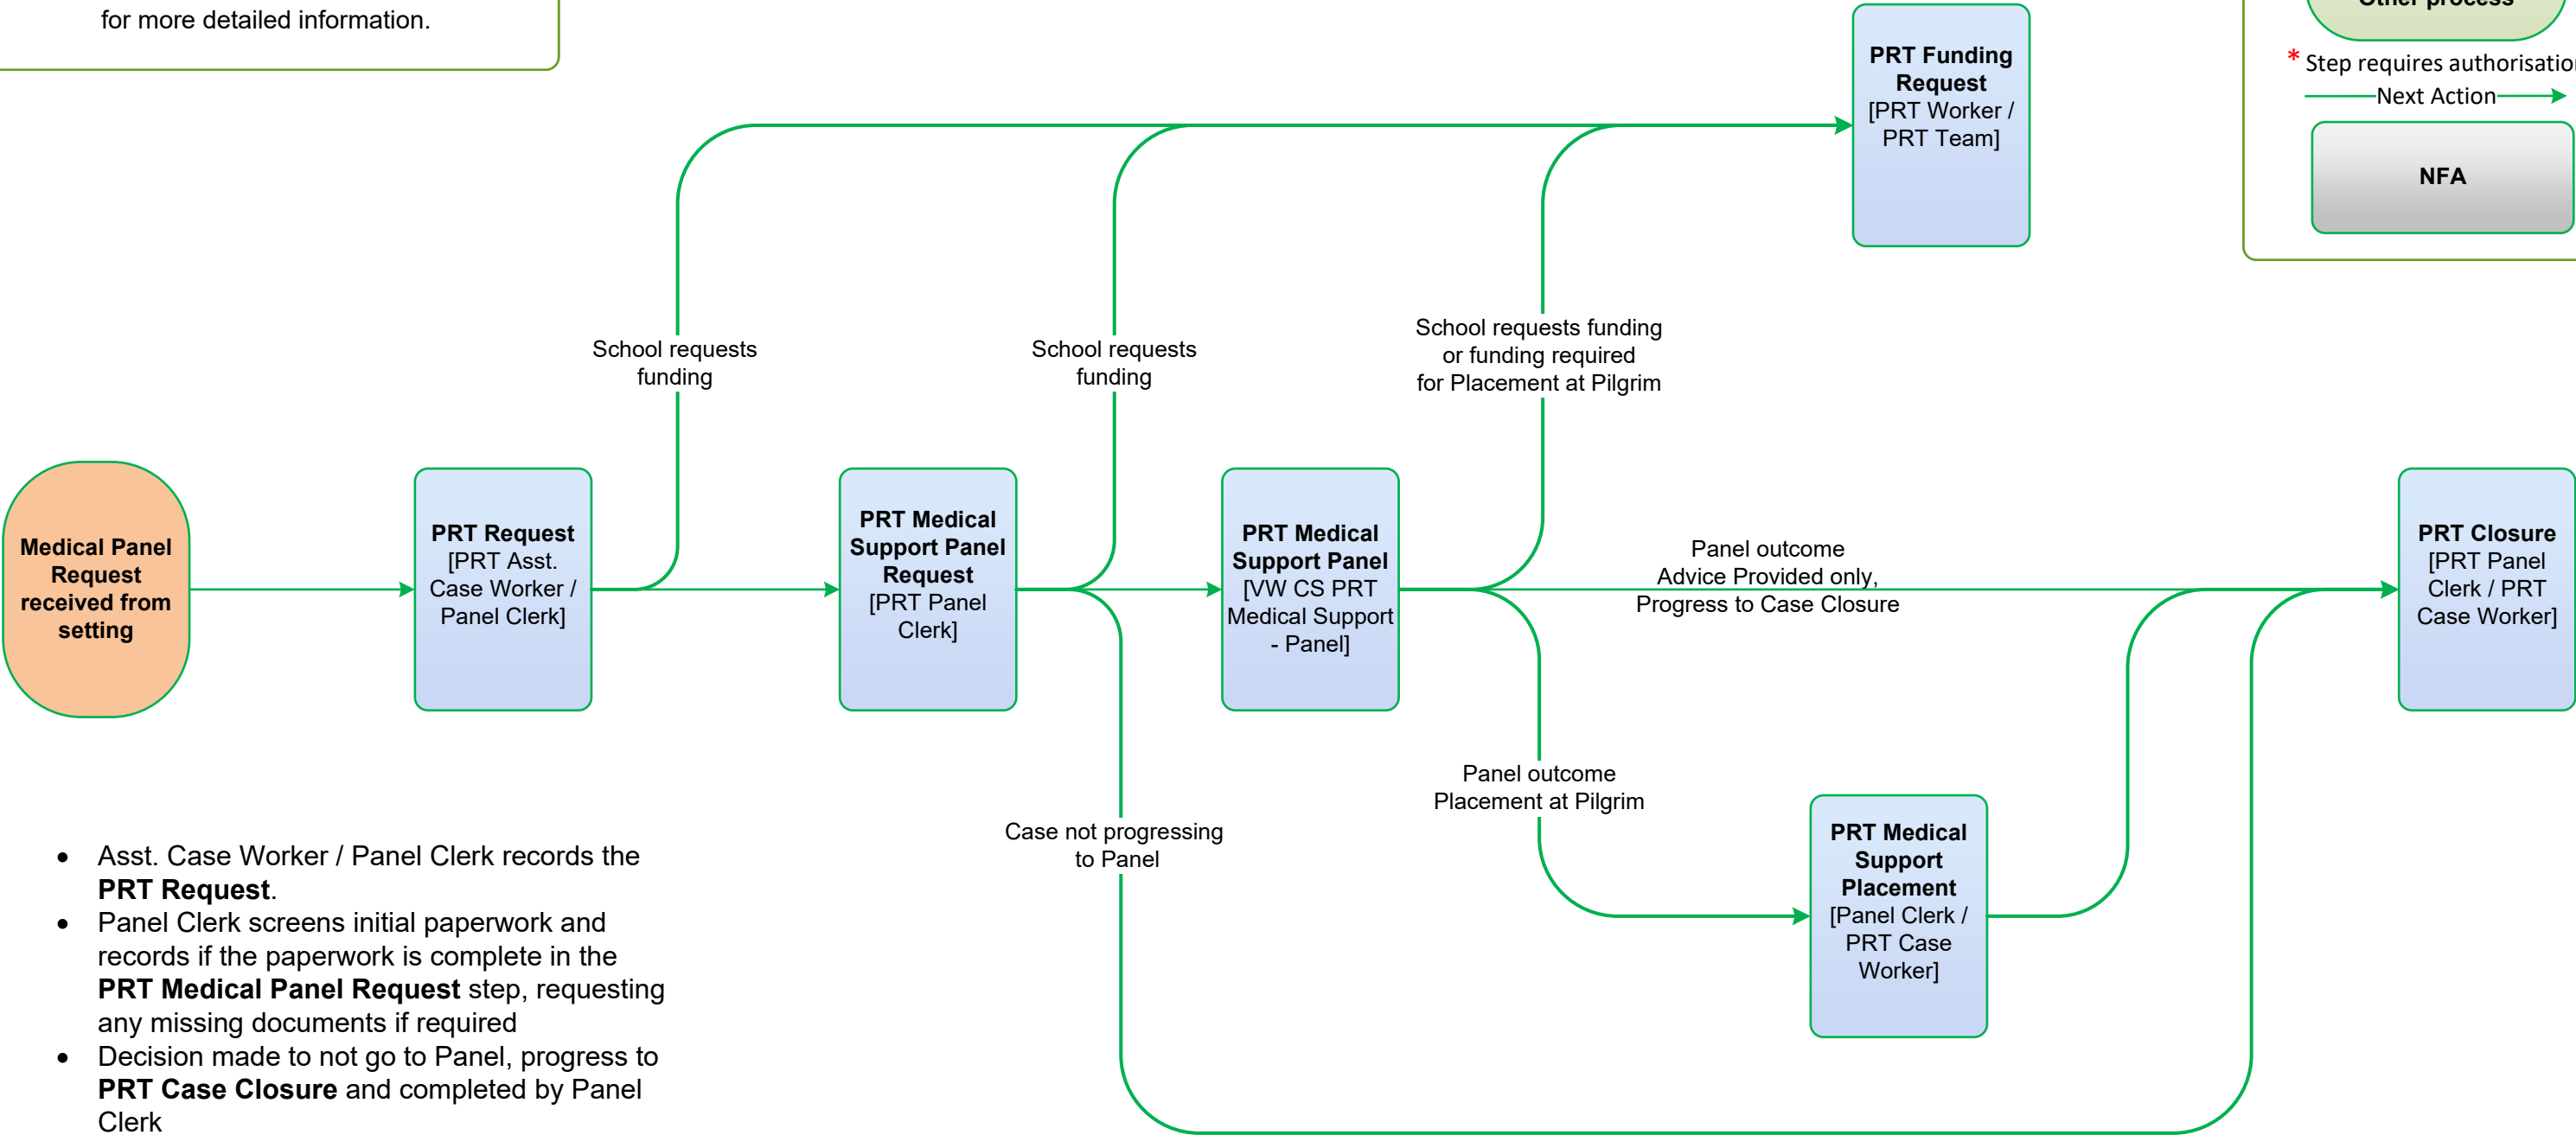 for more detailed information.
Other process
* Step requires authorisation
Next Action
NFA
PRT Funding
Request
[PRT Worker /
PRT Team]
School requests
funding
School requests
funding
School requests funding
or funding required
for Placement at Pilgrim
Medical Panel
Request
received from
setting
PRT Request
[PRT Asst.
Case Worker /
Panel Clerk]
PRT Medical
Support Panel
Request
[PRT Panel
Clerk]
PRT Medical
Support Panel
[VW CS PRT
Medical Support
- Panel]
Panel outcome
Advice Provided only,
Progress to Case Closure
PRT Closure
[PRT Panel
Clerk / PRT
Case Worker]
Panel outcome
Placement at Pilgrim
Case not progressing
to Panel
PRT Medical
Support
Placement
[Panel Clerk /
PRT Case
Worker]
• Asst. Case Worker / Panel Clerk records the
PRT Request.
• Panel Clerk screens initial paperwork and
records if the paperwork is complete in the
PRT Medical Panel Request step, requesting
any missing documents if required
• Decision made to not go to Panel, progress to
PRT Case Closure and completed by Panel
Clerk